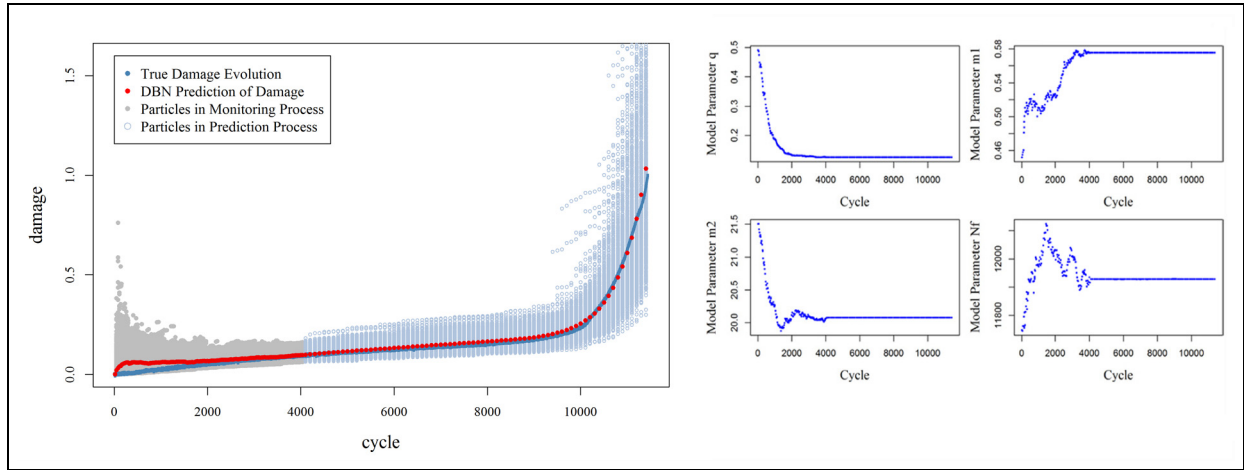 True Damage Evolution
DBN Prediction of Damage
Particles in Monitoring Process
Particles in Prediction Process
damage
1.5
1.0
0.5
0.0
0 2000 4000 6000 8000 10000
cycle
Model Parameter q
0.5
0.4
0.3
0.2
0 2000 4000 6000 8000 10000
Cycle
Model Parameter m1
0.58
0.54
0.50
0.46
0 2000 4000 6000 8000 10000
Cycle
Model Parameter m2
21.5
21.0
20.5
20.0
0 2000 4000 6000 8000 10000
Cycle
Model Parameter Nf
12000
11800
0 2000 4000 6000 8000 10000
Cycle